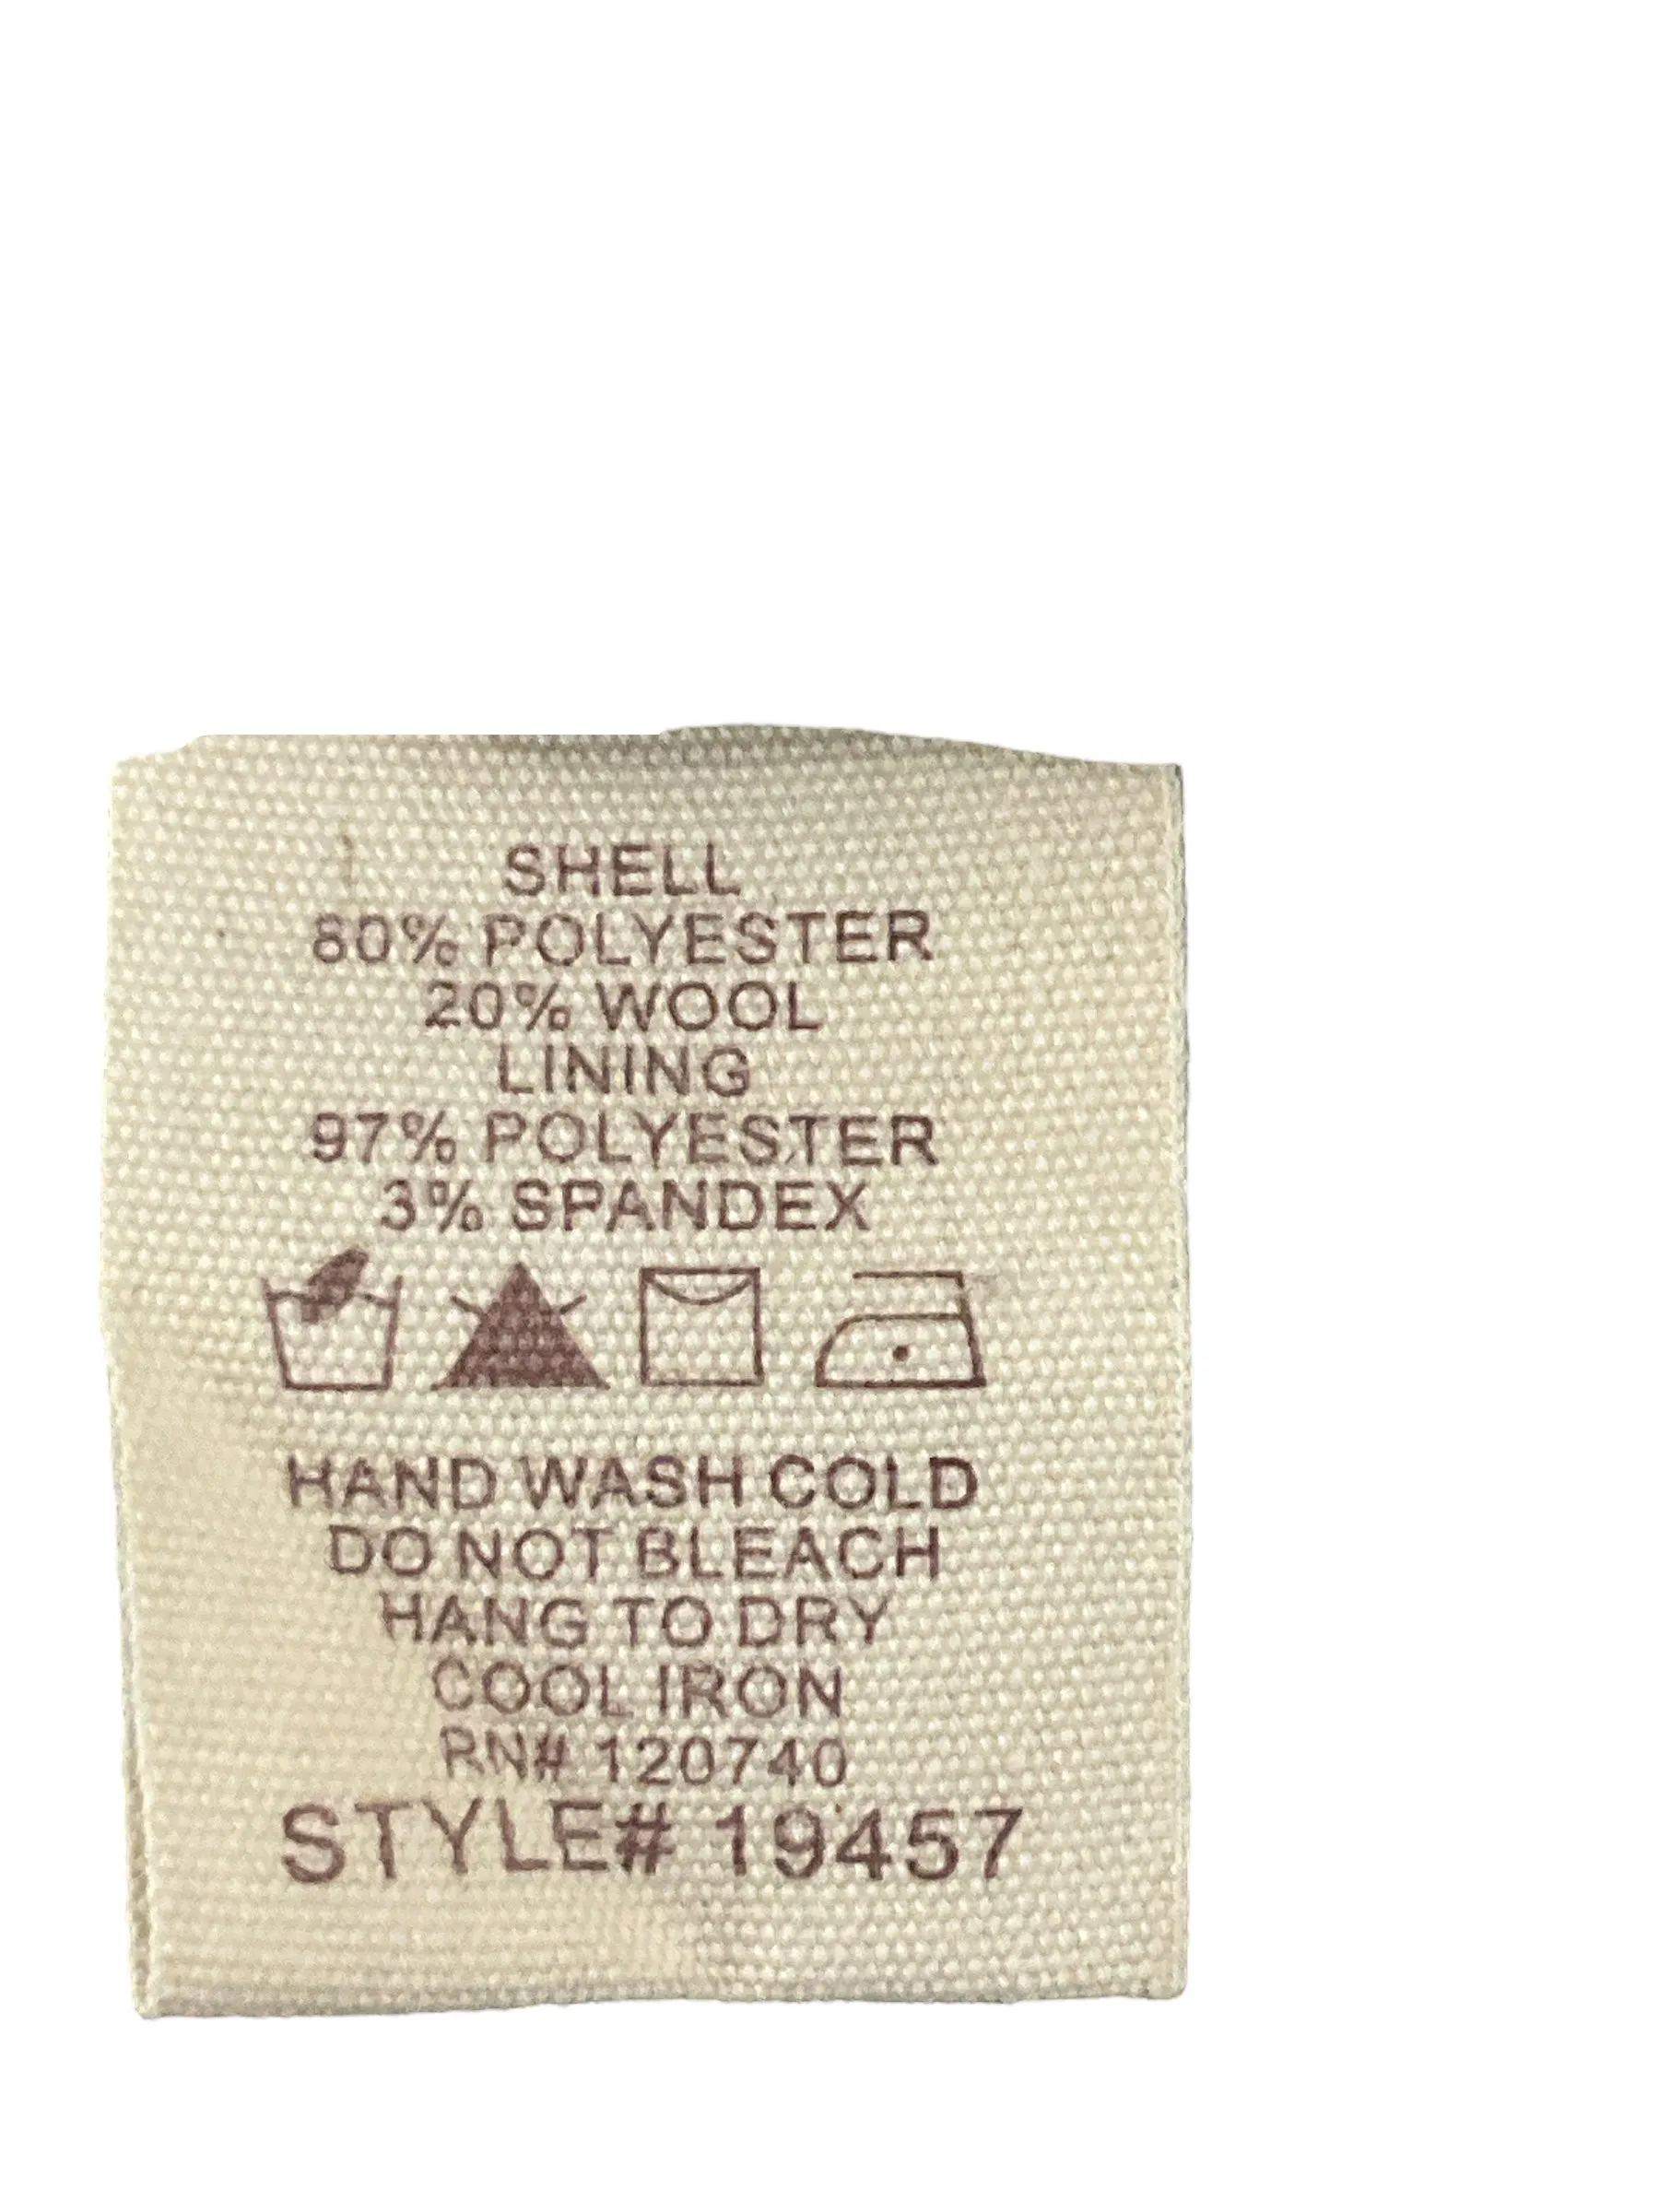 SHELL
80% POLYESTER
20% WOOL
LINING
97% POLYESTER
3% SPANDEX
HAND WASH COLD
DO NOT BLEACH
HANG TO DRY
COOL IRON
RN# 120740
STYLE# 19457